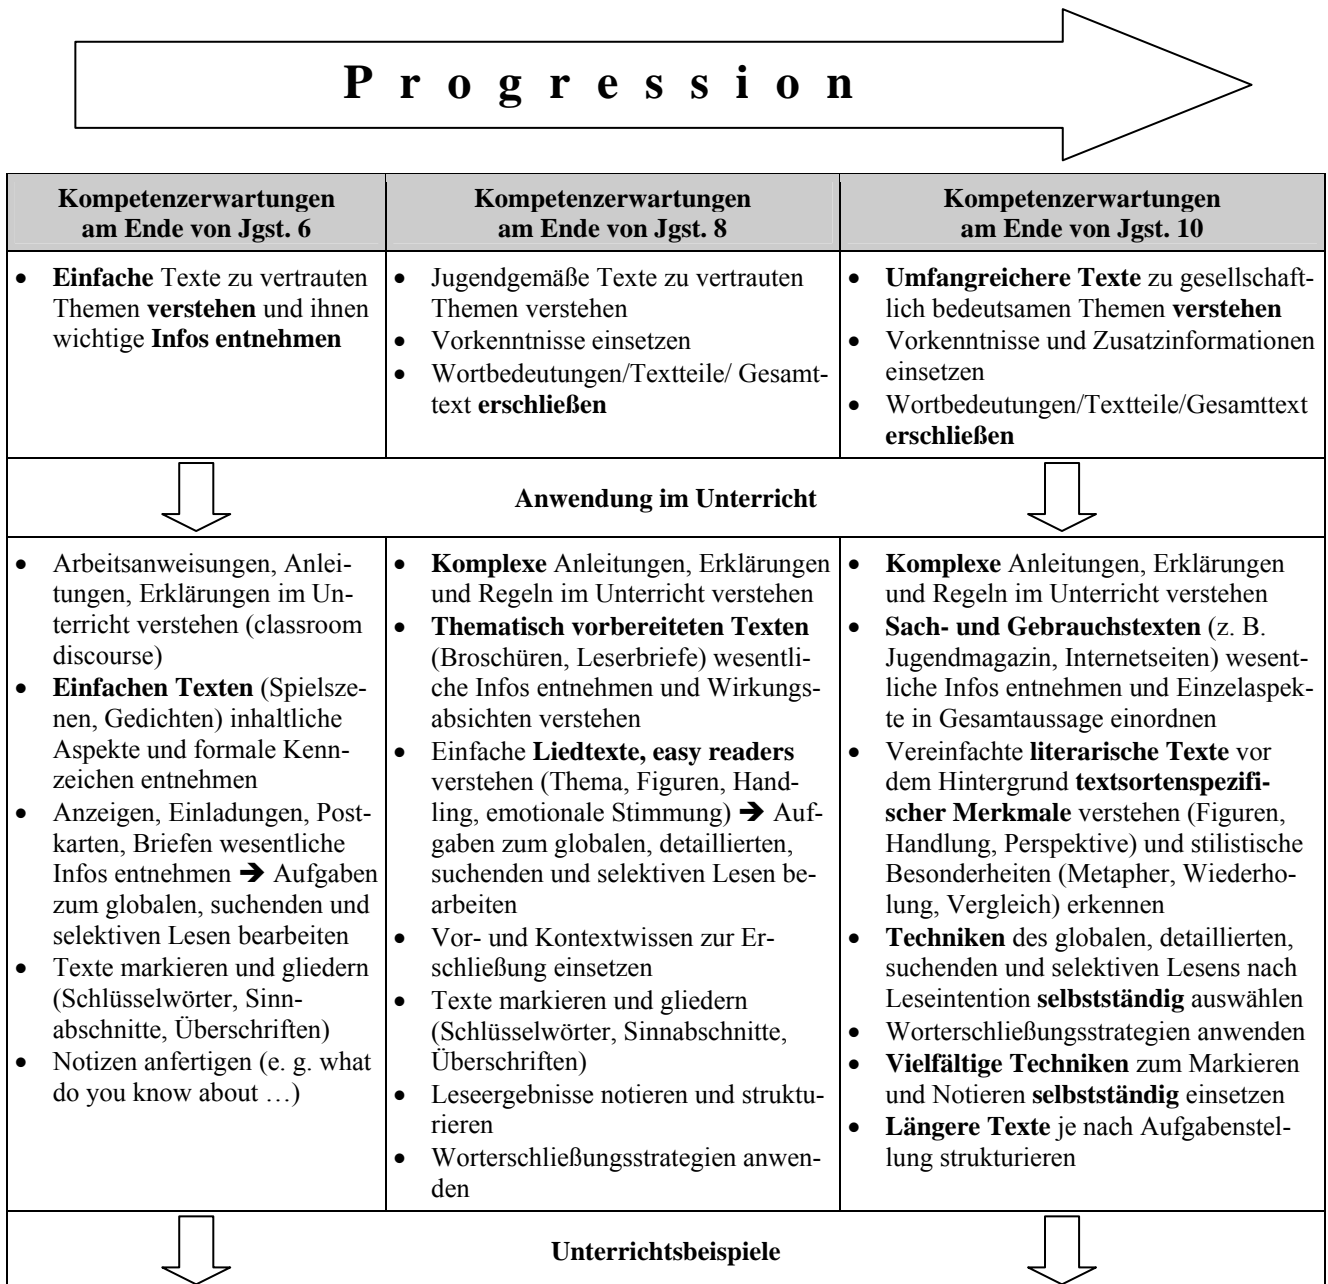 Progression
Kompetenzerwartungen
am Ende von Jgst. 6
Kompetenzerwartungen
am Ende von Jgst. 8
Kompetenzerwartungen
am Ende von Jgst. 10
• Einfache Texte zu vertrauten
Themen verstehen und ihnen
wichtige Infos entnehmen
• Jugendgemäße Texte zu vertrauten
Themen verstehen
• Vorkenntnisse einsetzen
• Wortbedeutungen/Textteile/ Gesamt-
text erschließen
• Umfangreichere Texte zu gesellschaft-
lich bedeutsamen Themen verstehen
• Vorkenntnisse und Zusatzinformationen
einsetzen
• Wortbedeutungen/Textteile/Gesamttext
erschließen
Anwendung im Unterricht
• Arbeitsanweisungen, Anlei-
tungen, Erklärungen im Un-
terricht verstehen (classroom
discourse)
• Einfachen Texten (Spielsze-
nen, Gedichten) inhaltliche
Aspekte und formale Kenn-
zeichen entnehmen
• Anzeigen, Einladungen, Post-
karten, Briefen wesentliche
Infos entnehmen ➔ Aufgaben
zum globalen, suchenden und
selektiven Lesen bearbeiten
• Texte markieren und gliedern
(Schlüsselwörter, Sinn-
abschnitte, Überschriften)
• Notizen anfertigen (e. g. what
do you know about …)
• Komplexe Anleitungen, Erklärungen
und Regeln im Unterricht verstehen
• Thematisch vorbereiteten Texten
(Broschüren, Leserbriefe) wesentli-
che Infos entnehmen und Wirkungs-
absichten verstehen
• Einfache Liedtexte, easy readers
verstehen (Thema, Figuren, Hand-
ling, emotionale Stimmung) ➔ Auf-
gaben zum globalen, detaillierten,
suchenden und selektiven Lesen be-
arbeiten
• Vor- und Kontextwissen zur Er-
schließung einsetzen
• Texte markieren und gliedern
(Schlüsselwörter, Sinnabschnitte,
Überschriften)
• Leseergebnisse notieren und struktu-
rieren
• Worterschließungsstrategien anwen-
den
• Komplexe Anleitungen, Erklärungen
und Regeln im Unterricht verstehen
• Sach- und Gebrauchstexten (z. B.
Jugendmagazin, Internetseiten) wesent-
liche Infos entnehmen und Einzelaspek-
te in Gesamtaussage einordnen
• Vereinfachte literarische Texte vor
dem Hintergrund textsortenspezifi-
scher Merkmale verstehen (Figuren,
Handlung, Perspektive) und stilistische
Besonderheiten (Metapher, Wiederho-
lung, Vergleich) erkennen
• Techniken des globalen, detaillierten,
suchenden und selektiven Lesens nach
Leseintention selbstständig auswählen
• Worterschließungsstrategien anwenden
• Vielfältige Techniken zum Markieren
und Notieren selbstständig einsetzen
• Längere Texte je nach Aufgabenstel-
lung strukturieren
Unterrichtsbeispiele